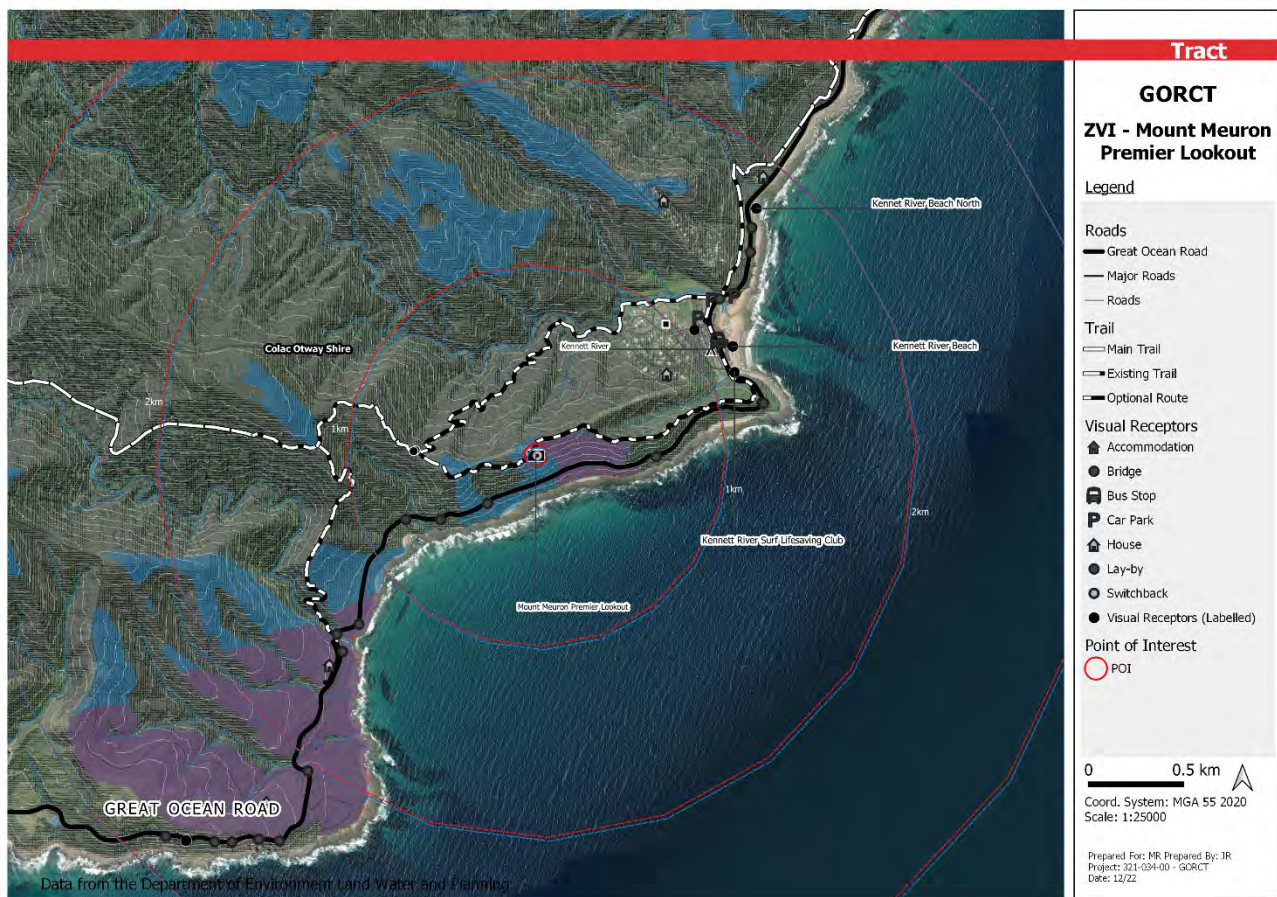 Tract
GORCT
ZVI - Mount Meuron
Premier Lookout
Legend
Roads
Great Ocean Road
Major Roads
Roads
Trail
Main Trail
Existing Trail
Optional Route
Visual Receptors
Accommodation
Bridge
Bus Stop
Car Park
House
Lay-by
Switchback
Visual Receptors (Labelled)
Point of Interest
POI
0 0.5 km
Coord. System: MGA 55 2020
Scale: 1:25000
Prepared For: MR Prepared By: JR
Project: 321-034-00 - GORCT
Date: 12/22
Kennet River Beach North
P
Kennett River
Kennett River Beach
Colac Otway Shire
2km
1km
1km
2km
Kennett River Surf Lifesaving Club
Mount Meuron Premier Lookout
GREAT OCEAN ROAD
Data from the Department of Environment Land Water and Planning